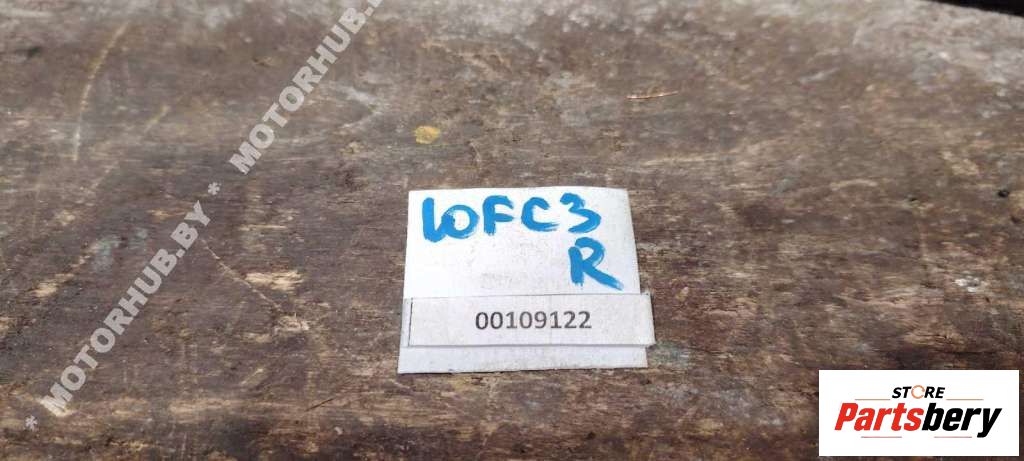 * MOTORHUB.BY * MOTORHUB.BY
10FC3
R
00109122
STORE
Partsbery